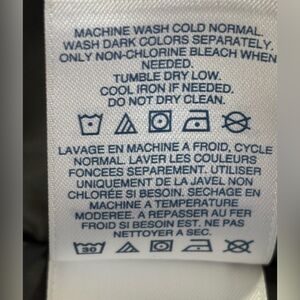 MACHINE WASH COLD NORMAL.
WASH DARK COLORS SEPARATELY.
ONLY NON-CHLORINE BLEACH WHEN
NEEDED.
TUMBLE DRY LOW.
COOL IRON IF NEEDED.
DO NOT DRY CLEAN.
LAVAGE EN MACHINE A FROID, CYCLE
NORMAL. LAVER LES COULEURS
FONCEES SEPAREMENT. UTILISER
UNIQUEMENT DE LA JAVEL NON
CHLORÉE SI BESOIN. SECHAGE EN
MACHINE A TEMPERATURE
MODEREE. A REPASSER AU FER
FROID SI BESOIN EST. NE PAS
NETTOYER A SEC.
30